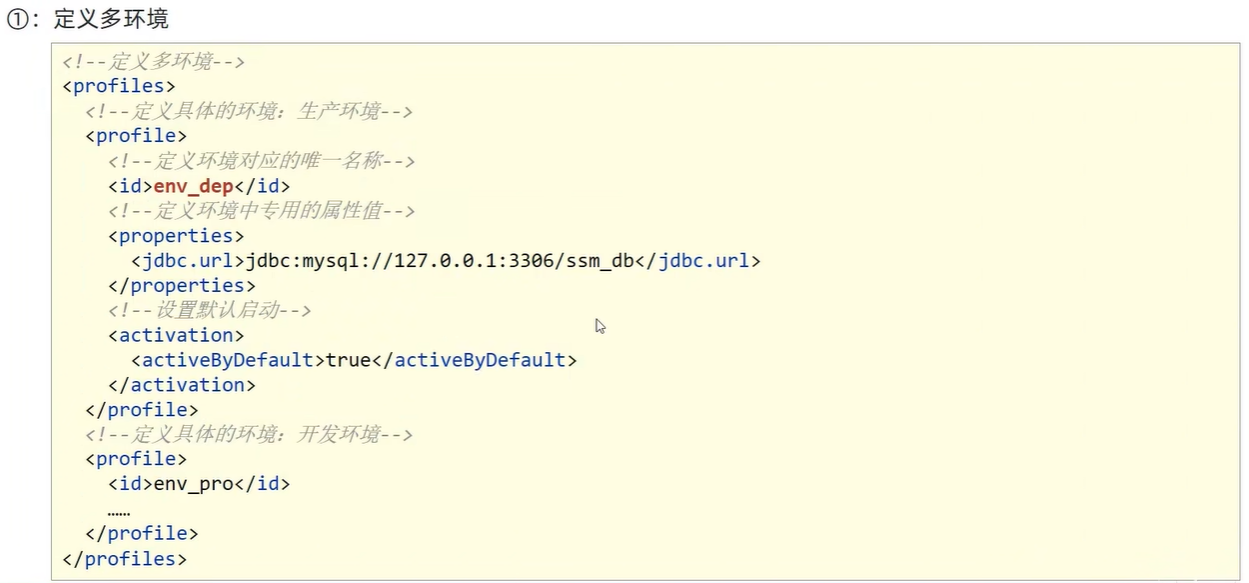 ①：定义多环境
<!--定义多环境-->
<profiles>
<!--定义具体的环境：生产环境-->
<profile>
<!--定义环境对应的唯一名称-->
<id>env_dep</id>
<!--定义环境中专用的属性值-->
<properties>
<jdbc.url>jdbc:mysql://127.0.0.1:3306/ssm_db</jdbc.url>
</properties>
<!--设置默认启动-->
<activation>
<activeByDefault>true</activeByDefault>
</activation>
</profile>
<!--定义具体的环境：开发环境-->
<profile>
<id>env_pro</id>
……
</profile>
</profiles>